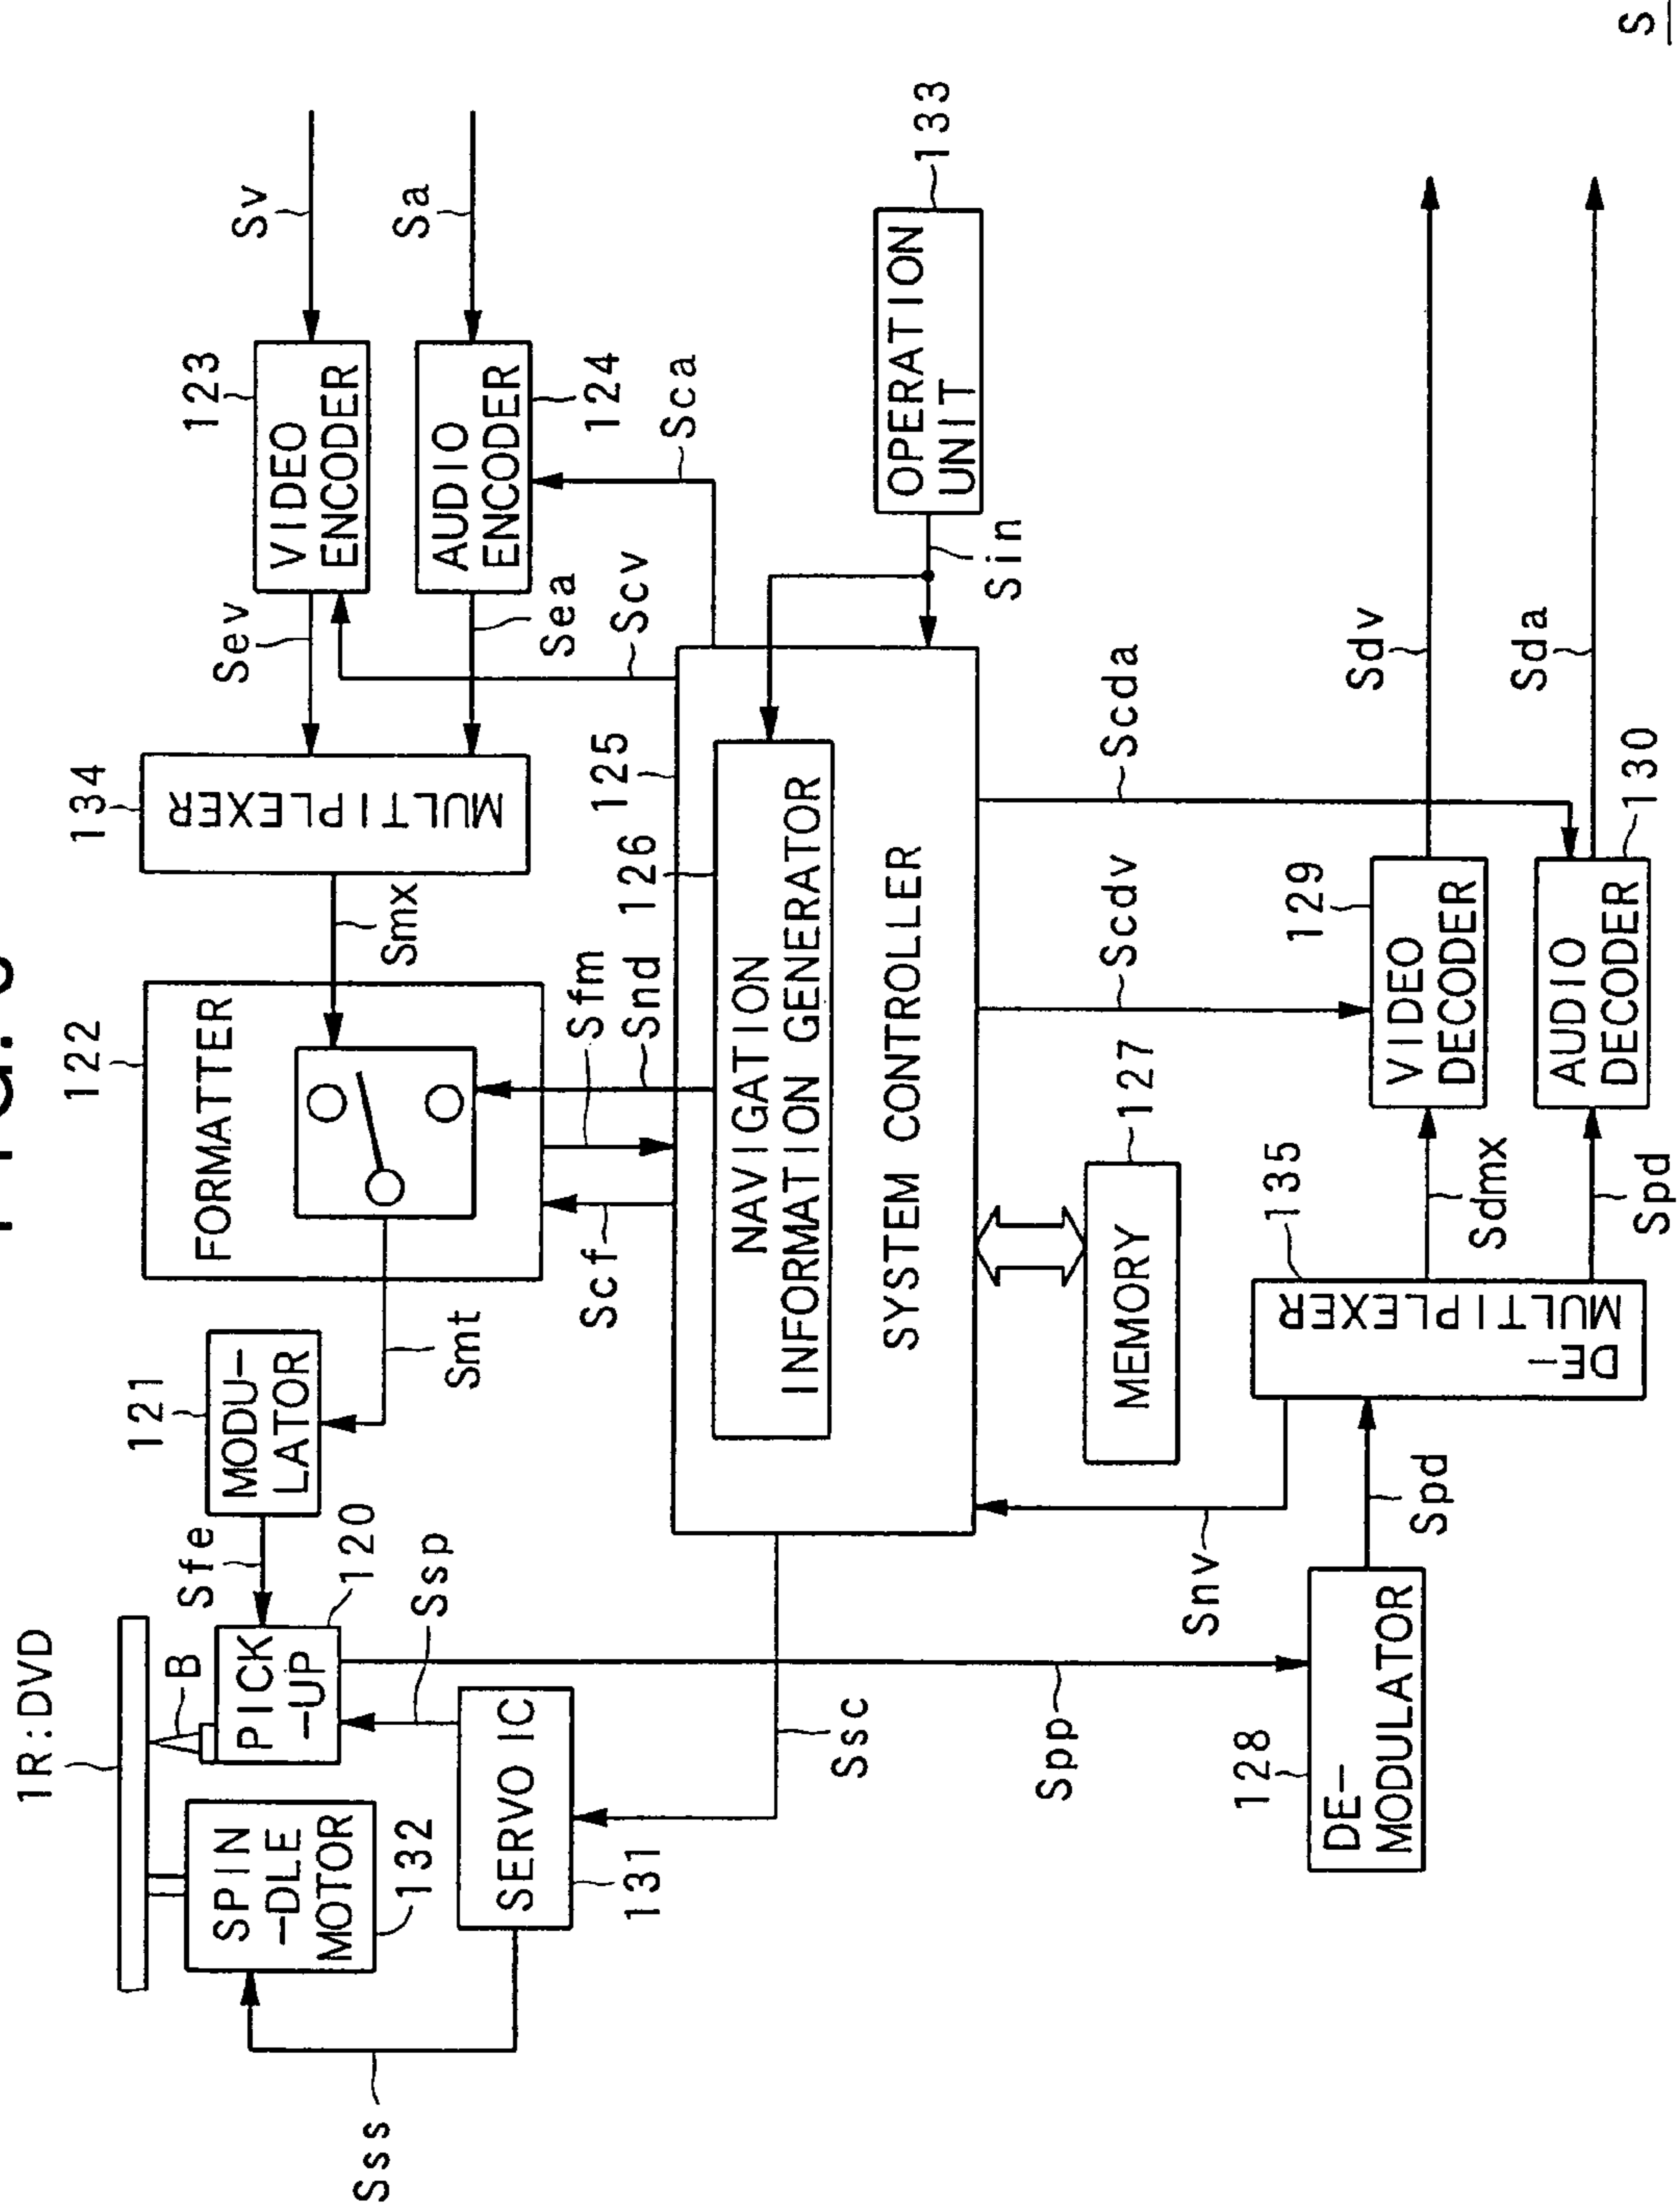 1R:DVD
B
SPIN
-DLE
MOTOR
132
PICK
-UP
120
Sfe
MODU-
LATOR
121
Smt
122
FORMATTER
Smx
134
MULTIPLEXER
Sev
Sea
123
VIDEO
ENCODER
AUDIO
ENCODER
124
Sv
Sa
Sss
SERVO IC
131
Ssp
Ssc
Scf
Sfm
Snd
Scv
Sca
126
125
NAVIGATION
INFORMATION GENERATOR
SYSTEM CONTROLLER
Sin
OPERATION
UNIT
133
MEMORY
127
Scdv
Scda
Spp
Snv
128
DE-
MODULATOR
Spd
135
DE-
MULTIPLEXER
Sdmx
Spd
129
VIDEO
DECODER
AUDIO
DECODER
130
Sdv
Sda
S